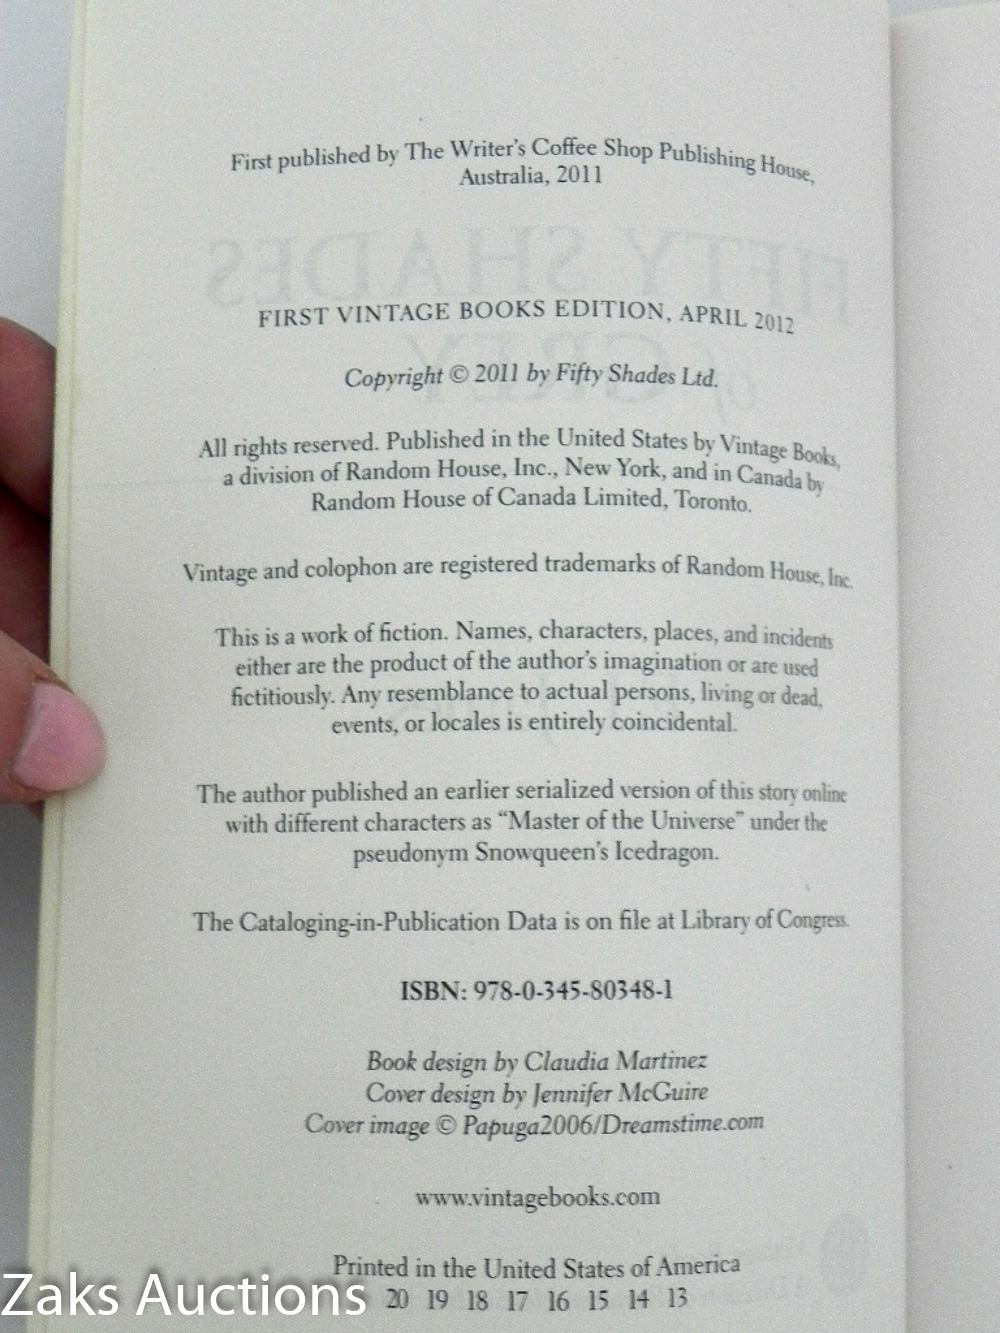 First published by The Writer's Coffee Shop Publishing House,
Australia, 2011
FIFTY SHADES
FIRST VINTAGE BOOKS EDITION, APRIL 2012
of GREY
Copyright © 2011 by Fifty Shades Ltd.
All rights reserved. Published in the United States by Vintage Books,
a division of Random House, Inc., New York, and in Canada by
Random House of Canada Limited, Toronto.
Vintage and colophon are registered trademarks of Random House, Inc.
This is a work of fiction. Names, characters, places, and incidents
either are the product of the author's imagination or are used
fictitiously. Any resemblance to actual persons, living or dead,
events, or locales is entirely coincidental.
The author published an earlier serialized version of this story online
with different characters as “Master of the Universe” under the
pseudonym Snowqueen's Icedragon.
The Cataloging-in-Publication Data is on file at Library of Congress.
ISBN: 978-0-345-80348-1
Book design by Claudia Martinez
Cover design by Jennifer McGuire
Cover image © Papuga2006/Dreamstime.com
www.vintagebooks.com
Printed in the United States of America
20 19 18 17 16 15 14 13
Zaks Auctions